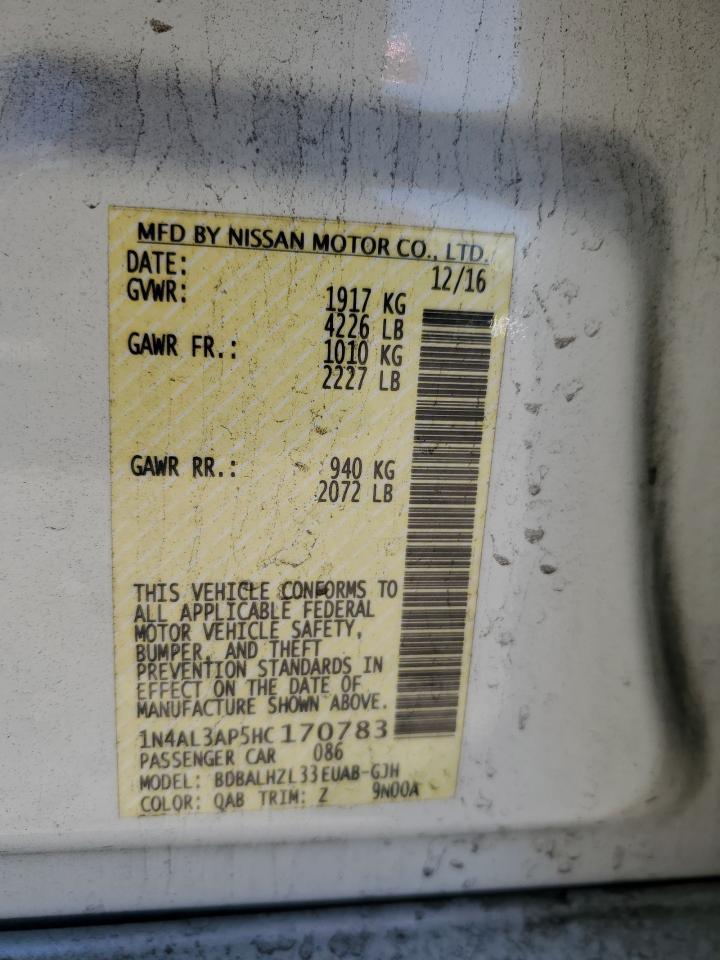 MFD BY NISSAN MOTOR CO., LTD.
DATE: 12/16
GVWR: 1917 KG
4226 LB
GAWR FR.: 1010 KG
2227 LB
GAWR RR.: 940 KG
2072 LB
THIS VEHICLE CONFORMS TO
ALL APPLICABLE FEDERAL
MOTOR VEHICLE SAFETY,
BUMPER, AND THEFT
PREVENTION STANDARDS IN
EFFECT ON THE DATE OF
MANUFACTURE SHOWN ABOVE.
1N4AL3AP5HC170783
PASSENGER CAR 086
MODEL: BDBALHZL33EUAB-GJH
COLOR: QAB TRIM: Z 9N00A